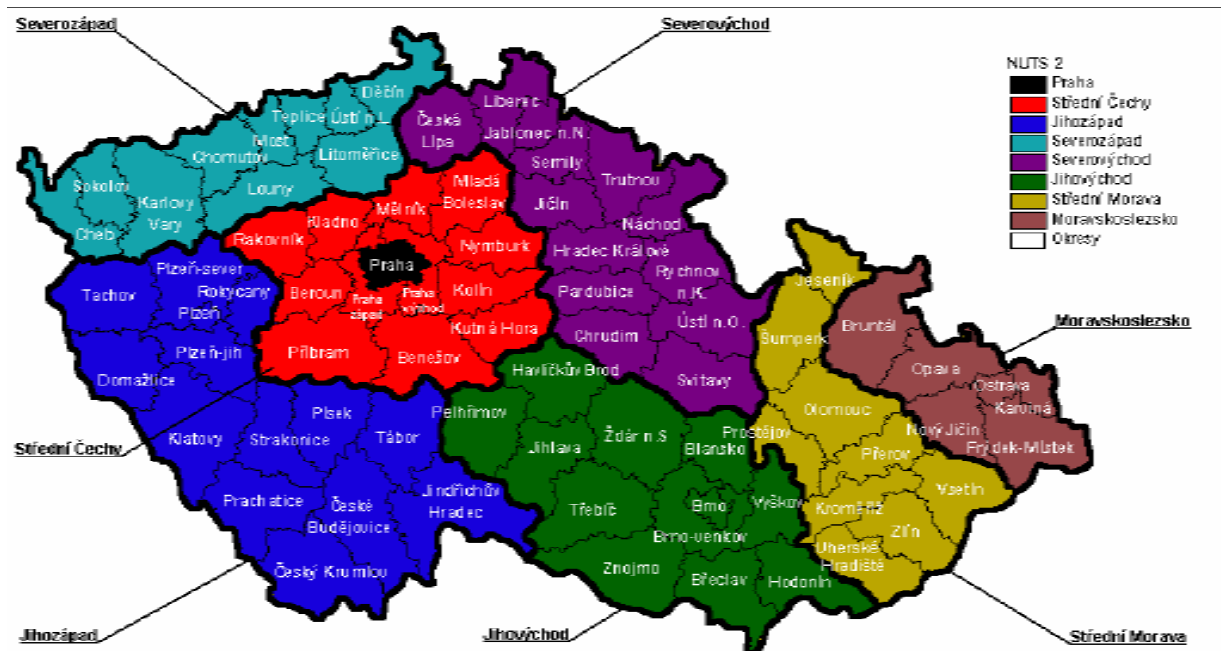 Severozápad
Severovýchod
NUTS 2
Praha
Střední Čechy
Jihozápad
Severozápad
Severovýchod
Jihovýchod
Střední Morava
Moravskoslezsko
Okresy
Děčín
Teplice
Ústí n.L.
Most
Chomutov
Litoměřice
Louny
Sokolov
Karlovy
Vary
Cheb
Česká
Lípa
Liberec
Jablonec n.N.
Semily
Trutnov
Jičín
Náchod
Hradec Králové
Rychnov
n.K.
Pardubice
Ústí n.O.
Chrudim
Svitavy
Mladá
Boleslav
Mělník
Kladno
Rakovník
Nymburk
Praha
Beroun
Praha
západ
Praha
východ
Kolín
Kutná Hora
Příbram
Benešov
Plzeň-sever
Tachov
Rokycany
Plzeň
Plzeň-jih
Domažlice
Klatovy
Písek
Strakonice
Tábor
Prachatice
České
Budějovice
Jindřichův
Hradec
Český Krumlov
Havlíčkův Brod
Pelhřimov
Jihlava
Ždár n.S
Blansko
Třebíč
Brno
Vyškov
Brno-venkov
Znojmo
Břeclav
Hodonín
Jeseník
Šumperk
Olomouc
Prostějov
Přerov
Kroměříž
Vsetín
Zlín
Uherské
Hradiště
Bruntál
Opava
Ostrava
Karviná
Nový Jičín
Frýdek-Místek
Moravskoslezsko
Střední Čechy
Jihozápad
Jihovýchod
Střední Morava